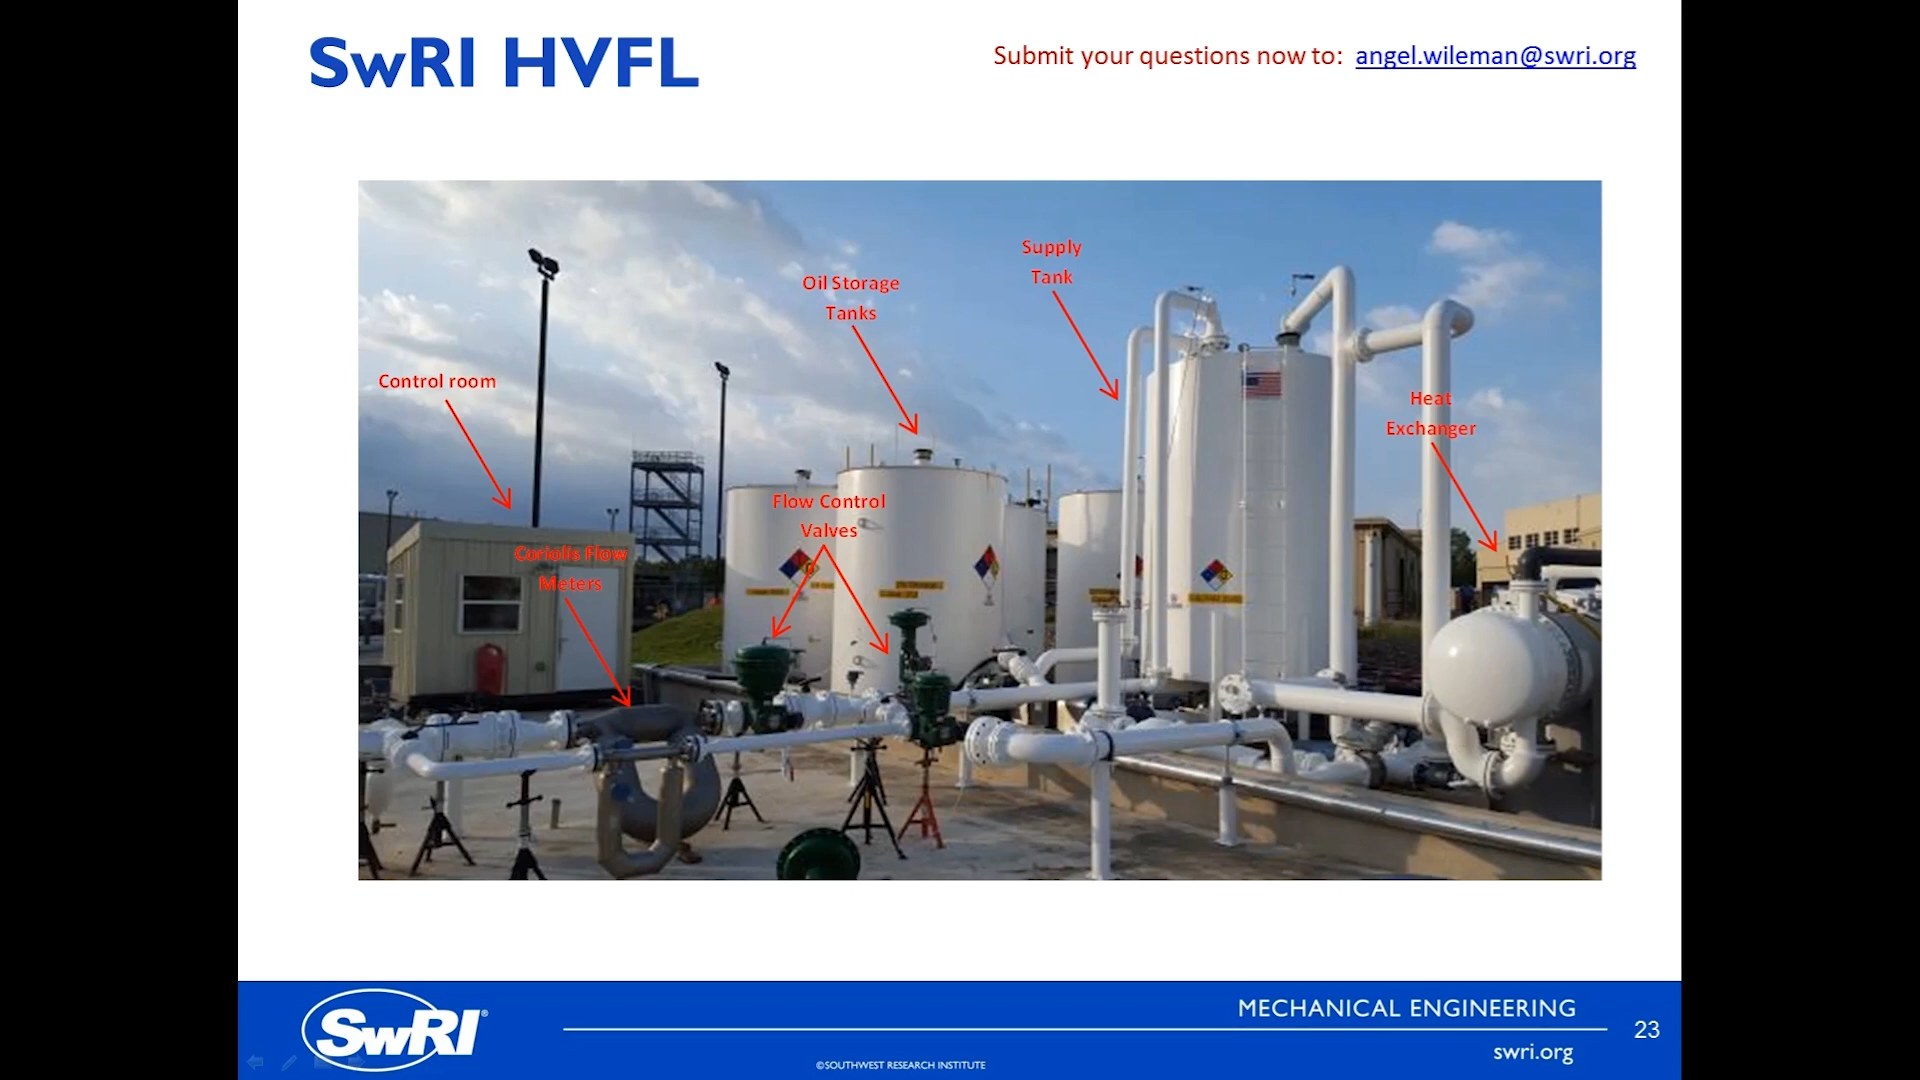 SwRI HVFL
Submit your questions now to: angel.wileman@swri.org
Supply
Tank
Oil Storage
Tanks
Control room
Heat
Exchanger
Flow Control
Valves
Coriolis Flow
Meters
SwRI®
MECHANICAL ENGINEERING
23
swri.org
©SOUTHWEST RESEARCH INSTITUTE